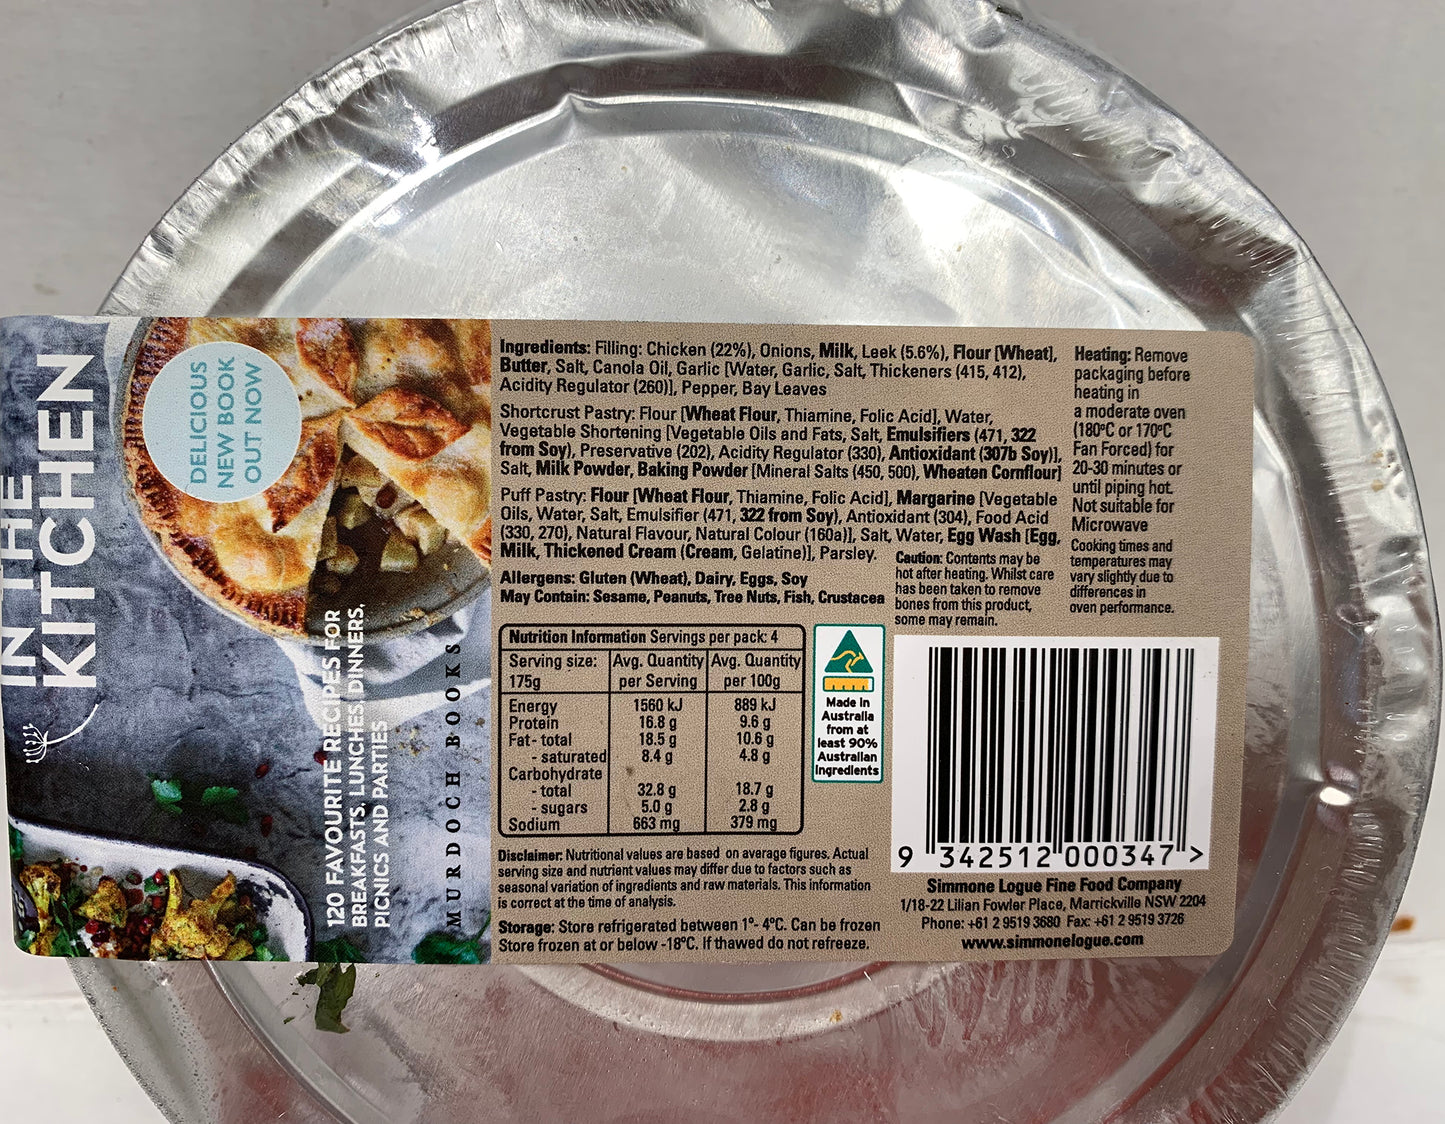 IN THE
KITCHEN
DELICIOUS
NEW BOOK
OUT NOW
120 FAVOURITE RECIPES FOR
BREAKFASTS, LUNCHES DINNERS,
PICNICS AND PARTIES
MURDOCH BOOKS
Ingredients: Filling: Chicken (22%), Onions, Milk, Leek (5.6%), Flour [Wheat],
Butter, Salt, Canola Oil, Garlic [Water, Garlic, Salt, Thickeners (415, 412),
Acidity Regulator (260)], Pepper, Bay Leaves
Shortcrust Pastry: Flour [Wheat Flour, Thiamine, Folic Acid], Water,
Vegetable Shortening [Vegetable Oils and Fats, Salt, Emulsifiers (471, 322
from Soy), Preservative (202), Acidity Regulator (330), Antioxidant (307b Soy)],
Salt, Milk Powder, Baking Powder [Mineral Salts (450, 500), Wheaten Cornflour]
Puff Pastry: Flour [Wheat Flour, Thiamine, Folic Acid], Margarine [Vegetable
Oils, Water, Salt, Emulsifier (471, 322 from Soy), Antioxidant (304), Food Acid
(330, 270), Natural Flavour, Natural Colour (160a)], Salt, Water, Egg Wash [Egg,
Milk, Thickened Cream (Cream, Gelatine)], Parsley.
Allergens: Gluten (Wheat), Dairy, Eggs, Soy
May Contain: Sesame, Peanuts, Tree Nuts, Fish, Crustacea
Heating: Remove
packaging before
heating in
a moderate oven
(180°C or 170°C
Fan Forced) for
20-30 minutes or
until piping hot.
Not suitable for
Microwave
Cooking times and
temperatures may
vary slightly due to
differences in
oven performance.
Caution: Contents may be
hot after heating. Whilst care
has been taken to remove
bones from this product,
some may remain.
Nutrition Information Servings per pack: 4
Serving size: Avg. Quantity Avg. Quantity
175g per Serving per 100g
Energy 1560 kJ 889 kJ
Protein 16.8 g 9.6 g
Fat - total 18.5 g 10.6 g
- saturated 8.4 g 4.8 g
Carbohydrate
- total 32.8 g 18.7 g
- sugars 5.0 g 2.8 g
Sodium 663 mg 379 mg
Made in
Australia
from at
least 90%
Australian
ingredients
Disclaimer: Nutritional values are based on average figures. Actual
serving size and nutrient values may differ due to factors such as
seasonal variation of ingredients and raw materials. This information
is correct at the time of analysis.
Storage: Store refrigerated between 1°- 4°C. Can be frozen
Store frozen at or below -18°C. If thawed do not refreeze.
9 342512 000347 >
Simmone Logue Fine Food Company
1/18-22 Lilian Fowler Place, Marrickville NSW 2204
Phone: +61 2 9519 3680 Fax: +61 2 9519 3726
www.simmonelogue.com